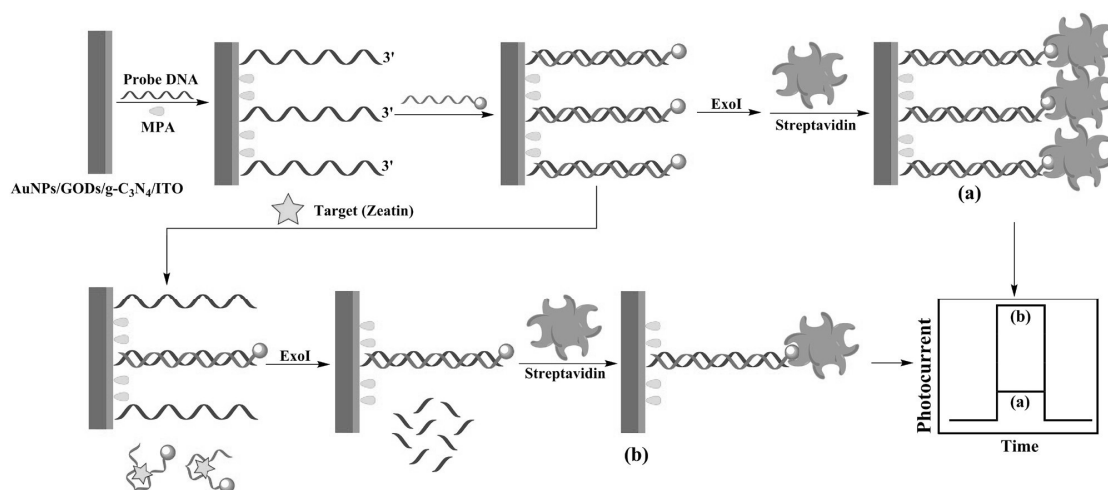 Probe DNA
MPA
AuNPs/GODs/g-C₃N₄/ITO
3'
3'
3'
ExoI
Streptavidin
(a)
Target (Zeatin)
ExoI
Streptavidin
(b)
Photocurrent
(b)
(a)
Time